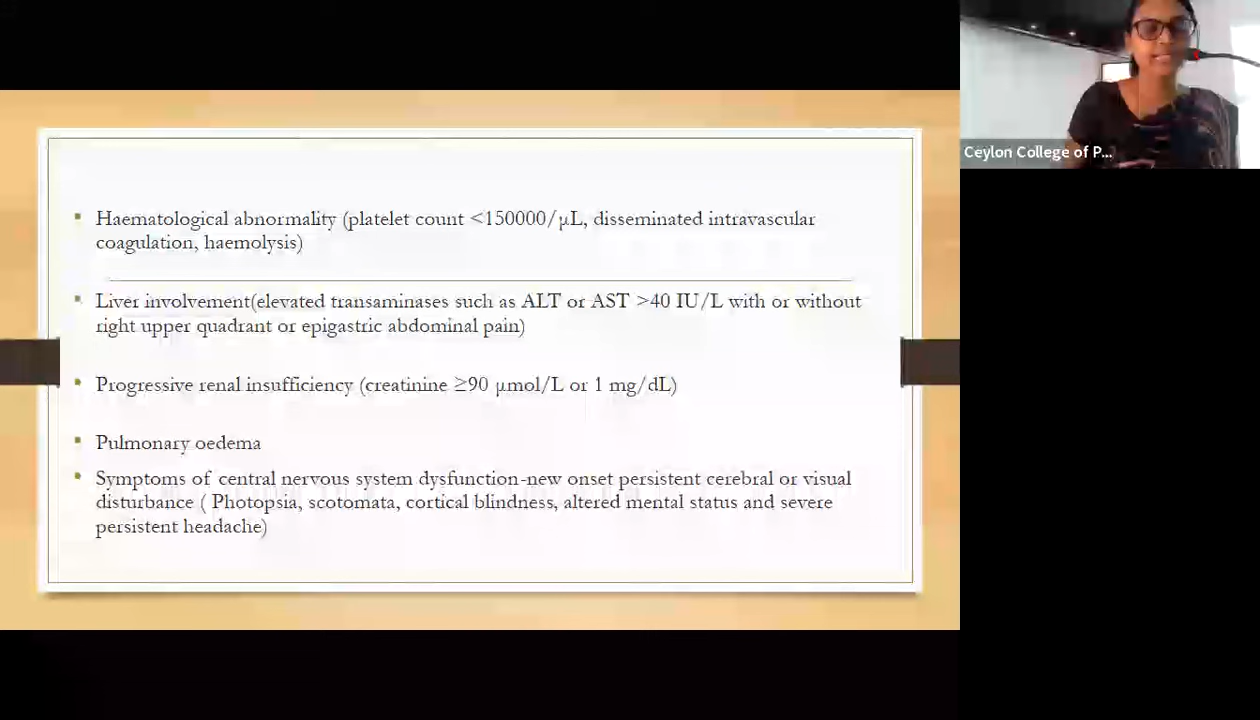 Haematological abnormality (platelet count <150000/µL, disseminated intravascular
coagulation, haemolysis)
Liver involvement(elevated transaminases such as ALT or AST >40 IU/L with or without
right upper quadrant or epigastric abdominal pain)
Progressive renal insufficiency (creatinine ≥90 µmol/L or 1 mg/dL)
Pulmonary oedema
Symptoms of central nervous system dysfunction-new onset persistent cerebral or visual
disturbance ( Photopsia, scotomata, cortical blindness, altered mental status and severe
persistent headache)
Ceylon College of P...